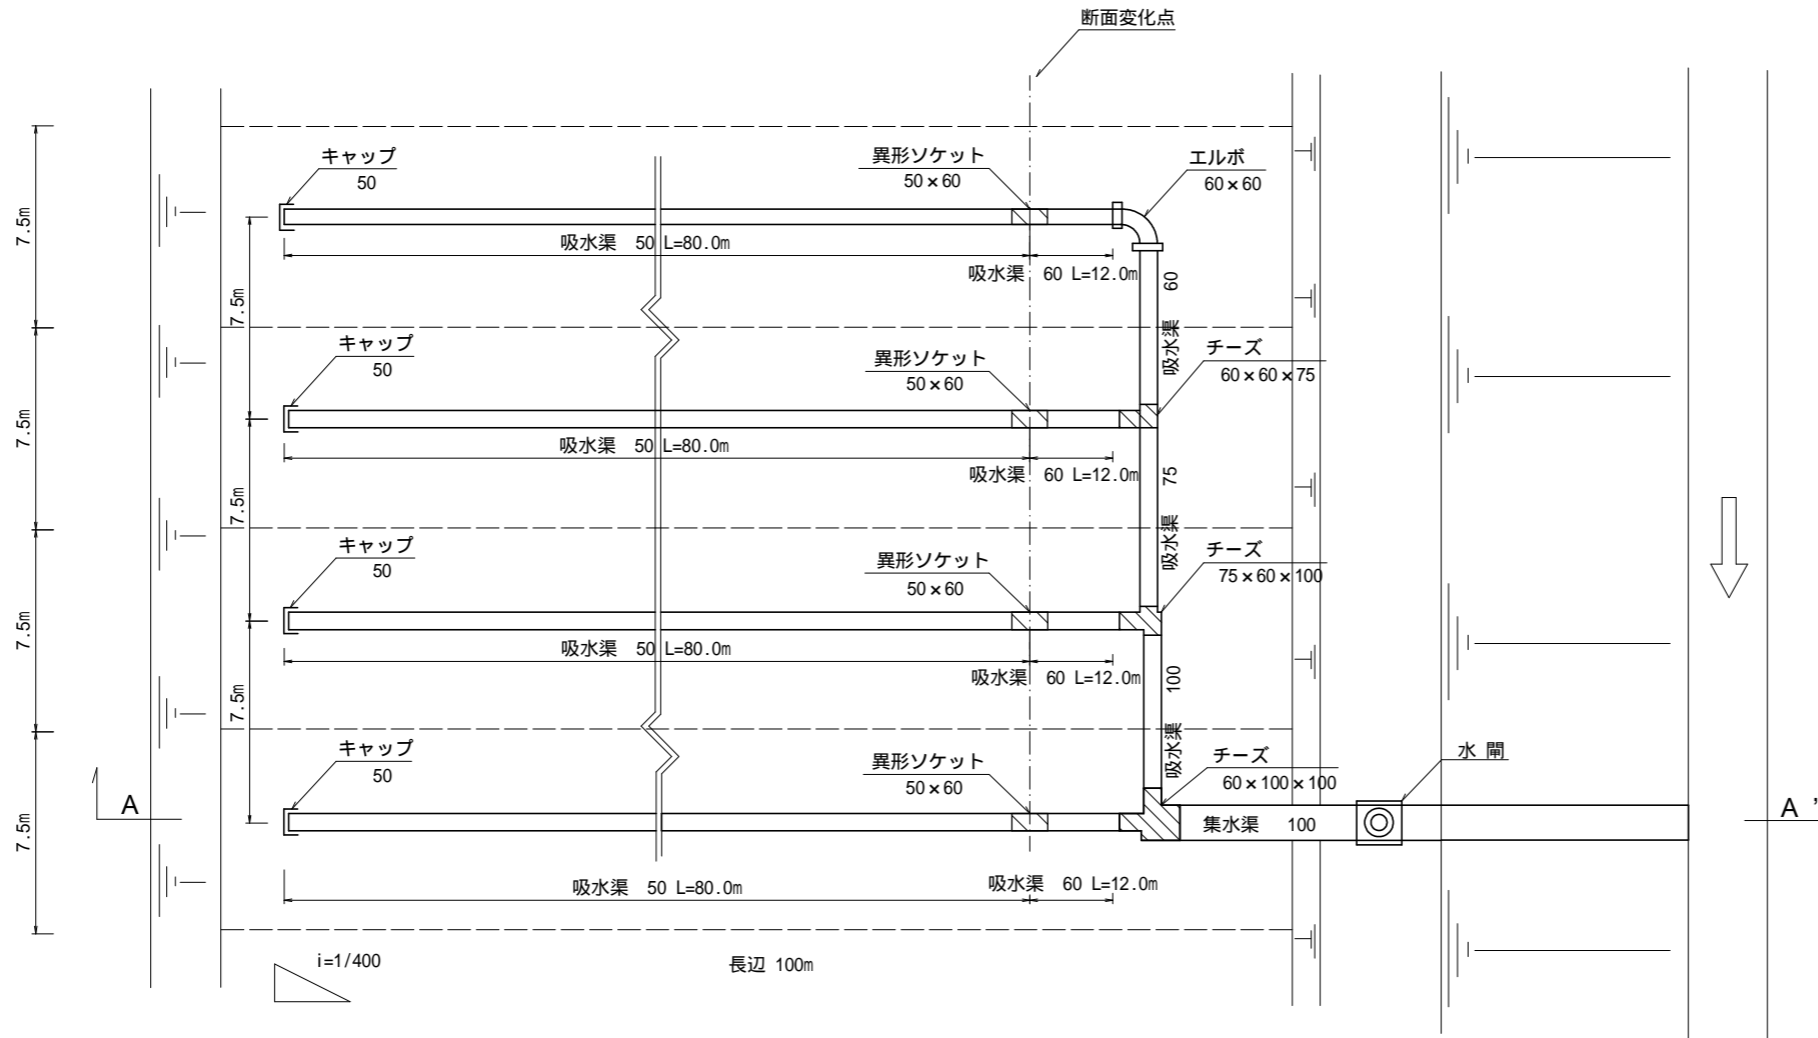 断面変化点
キャップ
50
異形ソケット
50×60
エルボ
60×60
7.5m
吸水渠　50 L=80.0m
吸水渠　60 L=12.0m
吸水渠　60
7.5m
キャップ
50
異形ソケット
50×60
チーズ
60×60×75
7.5m
吸水渠　50 L=80.0m
吸水渠　60 L=12.0m
吸水渠　75
7.5m
キャップ
50
異形ソケット
50×60
チーズ
75×60×100
7.5m
吸水渠　50 L=80.0m
吸水渠　60 L=12.0m
吸水渠　100
7.5m
キャップ
50
異形ソケット
50×60
チーズ
60×100×100
水 閘
A
A '
7.5m
集水渠　100
吸水渠　50 L=80.0m
吸水渠　60 L=12.0m
i=1/400
長辺 100m